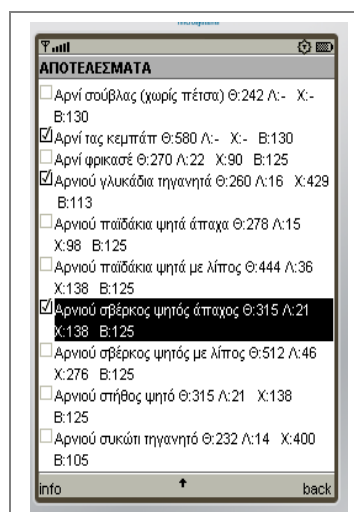 ΑΠΟΤΕΛΕΣΜΑΤΑ
Αρνί σούβλας (χωρίς πέτσα) Θ:242 Λ:- Χ:-
Β:130
Αρνί τας κεμπάπ Θ:580 Λ:- Χ:- Β:130
Αρνί φρικασέ Θ:270 Λ:22 Χ:90 Β:125
Αρνιού γλυκάδια τηγανητά Θ:260 Λ:16 Χ:429
Β:113
Αρνιού παϊδάκια ψητά άπαχα Θ:278 Λ:15
Χ:98 Β:125
Αρνιού παϊδάκια ψητά με λίπος Θ:444 Λ:36
Χ:138 Β:125
Αρνιού σβέρκος ψητός άπαχος Θ:315 Λ:21
Χ:138 Β:125
Αρνιού σβέρκος ψητός με λίπος Θ:512 Λ:46
Χ:276 Β:125
Αρνιού στήθος ψητό Θ:315 Λ:21 Χ:138
Β:125
Αρνιού συκώτι τηγανητό Θ:232 Λ:14 Χ:400
Β:105
info back